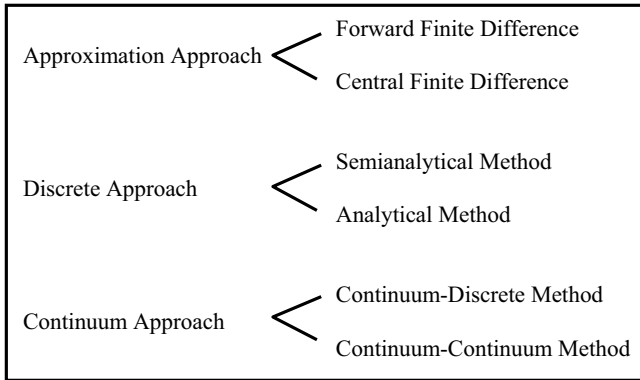 Approximation Approach
Forward Finite Difference
Central Finite Difference
Discrete Approach
Semianalytical Method
Analytical Method
Continuum Approach
Continuum-Discrete Method
Continuum-Continuum Method